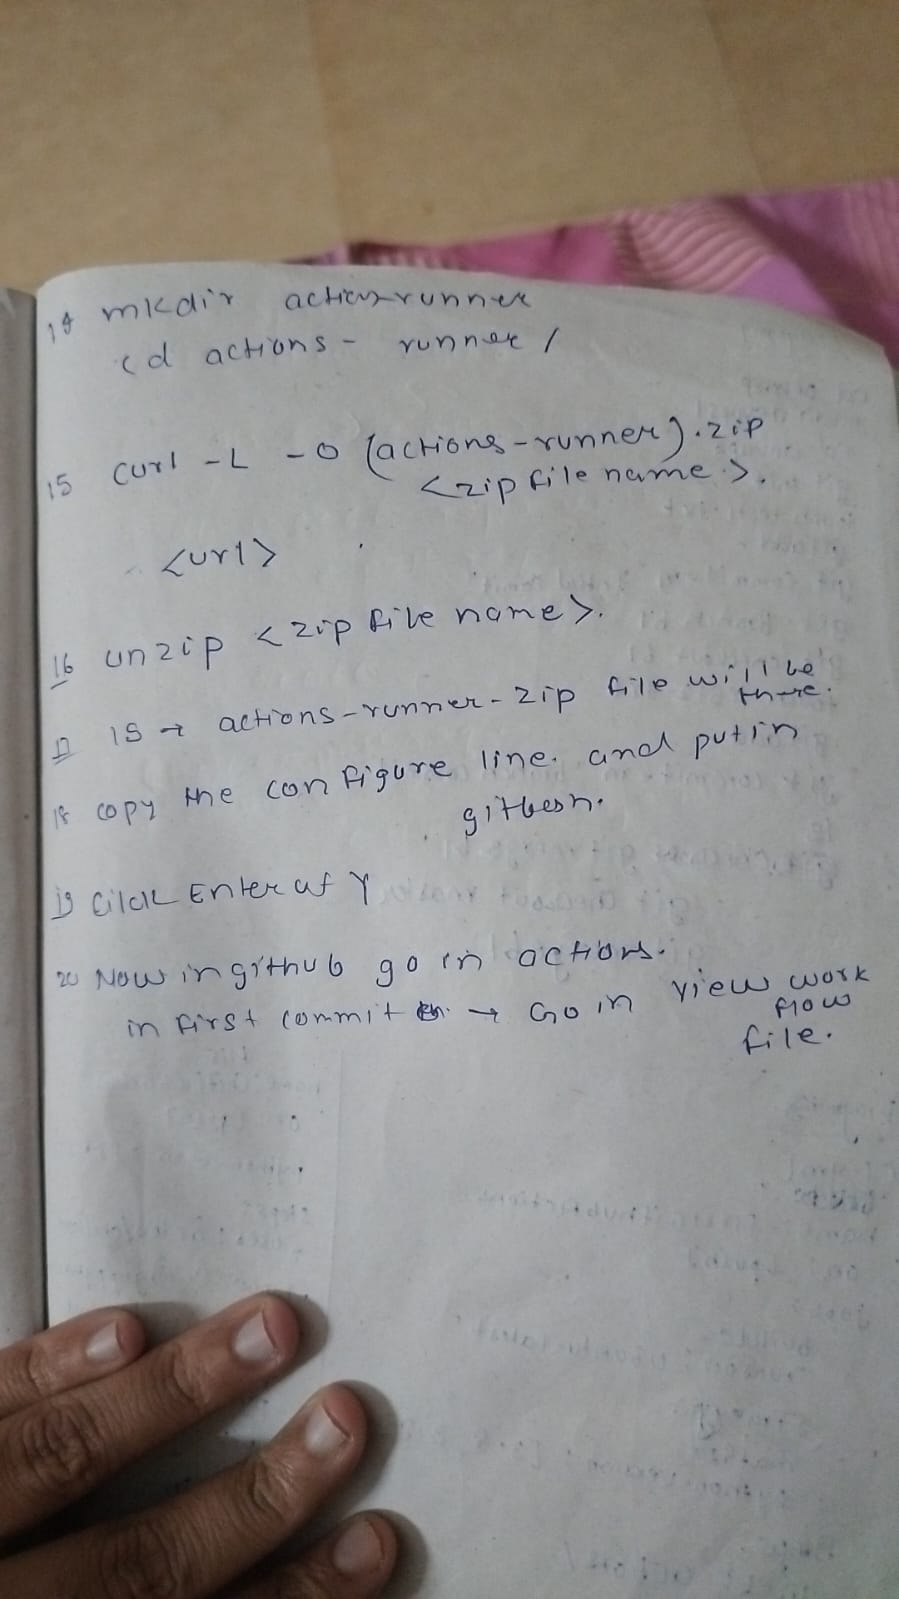 14 mkdir actions-runner
cd actions-runner/
15 curl -L -O (actions-runner).zip
<zip file name>.
<url>
16 unzip <zip file name>.
17 ls → actions-runner-zip file will be
there.
18 copy the configure line. and put in
gitbash.
19 Cilck Enter at Y
20 Now in github go in actions.
in first commit → Go in view work
flow
file.